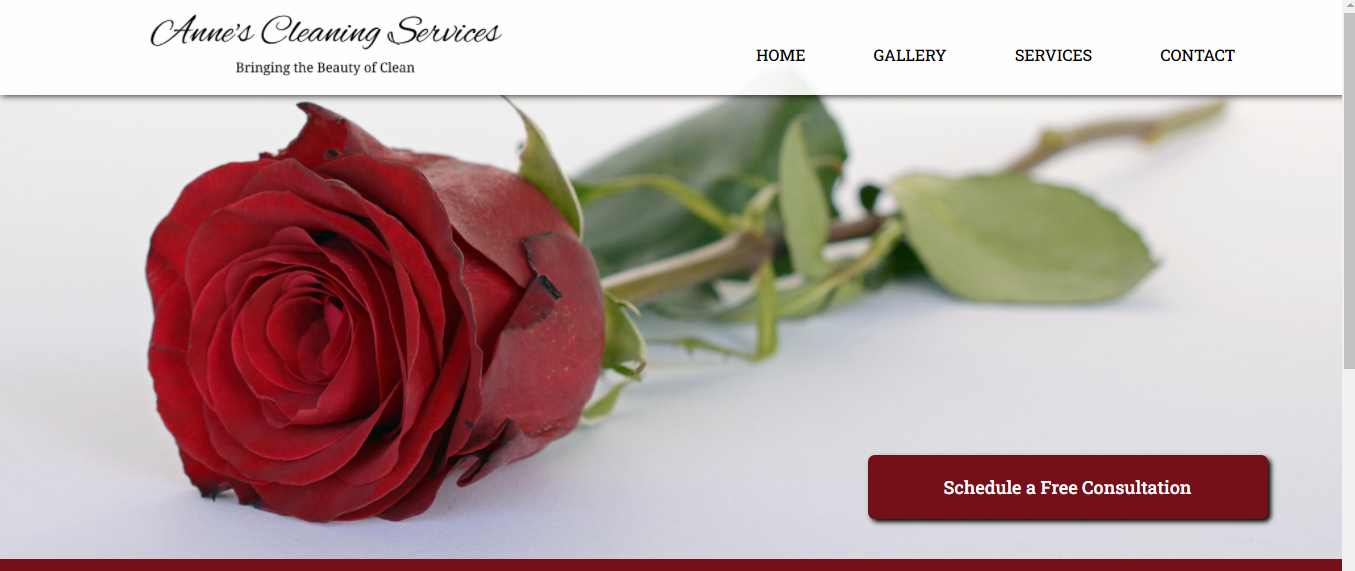 Anne's Cleaning Services
Bringing the Beauty of Clean
HOME GALLERY SERVICES CONTACT
Schedule a Free Consultation